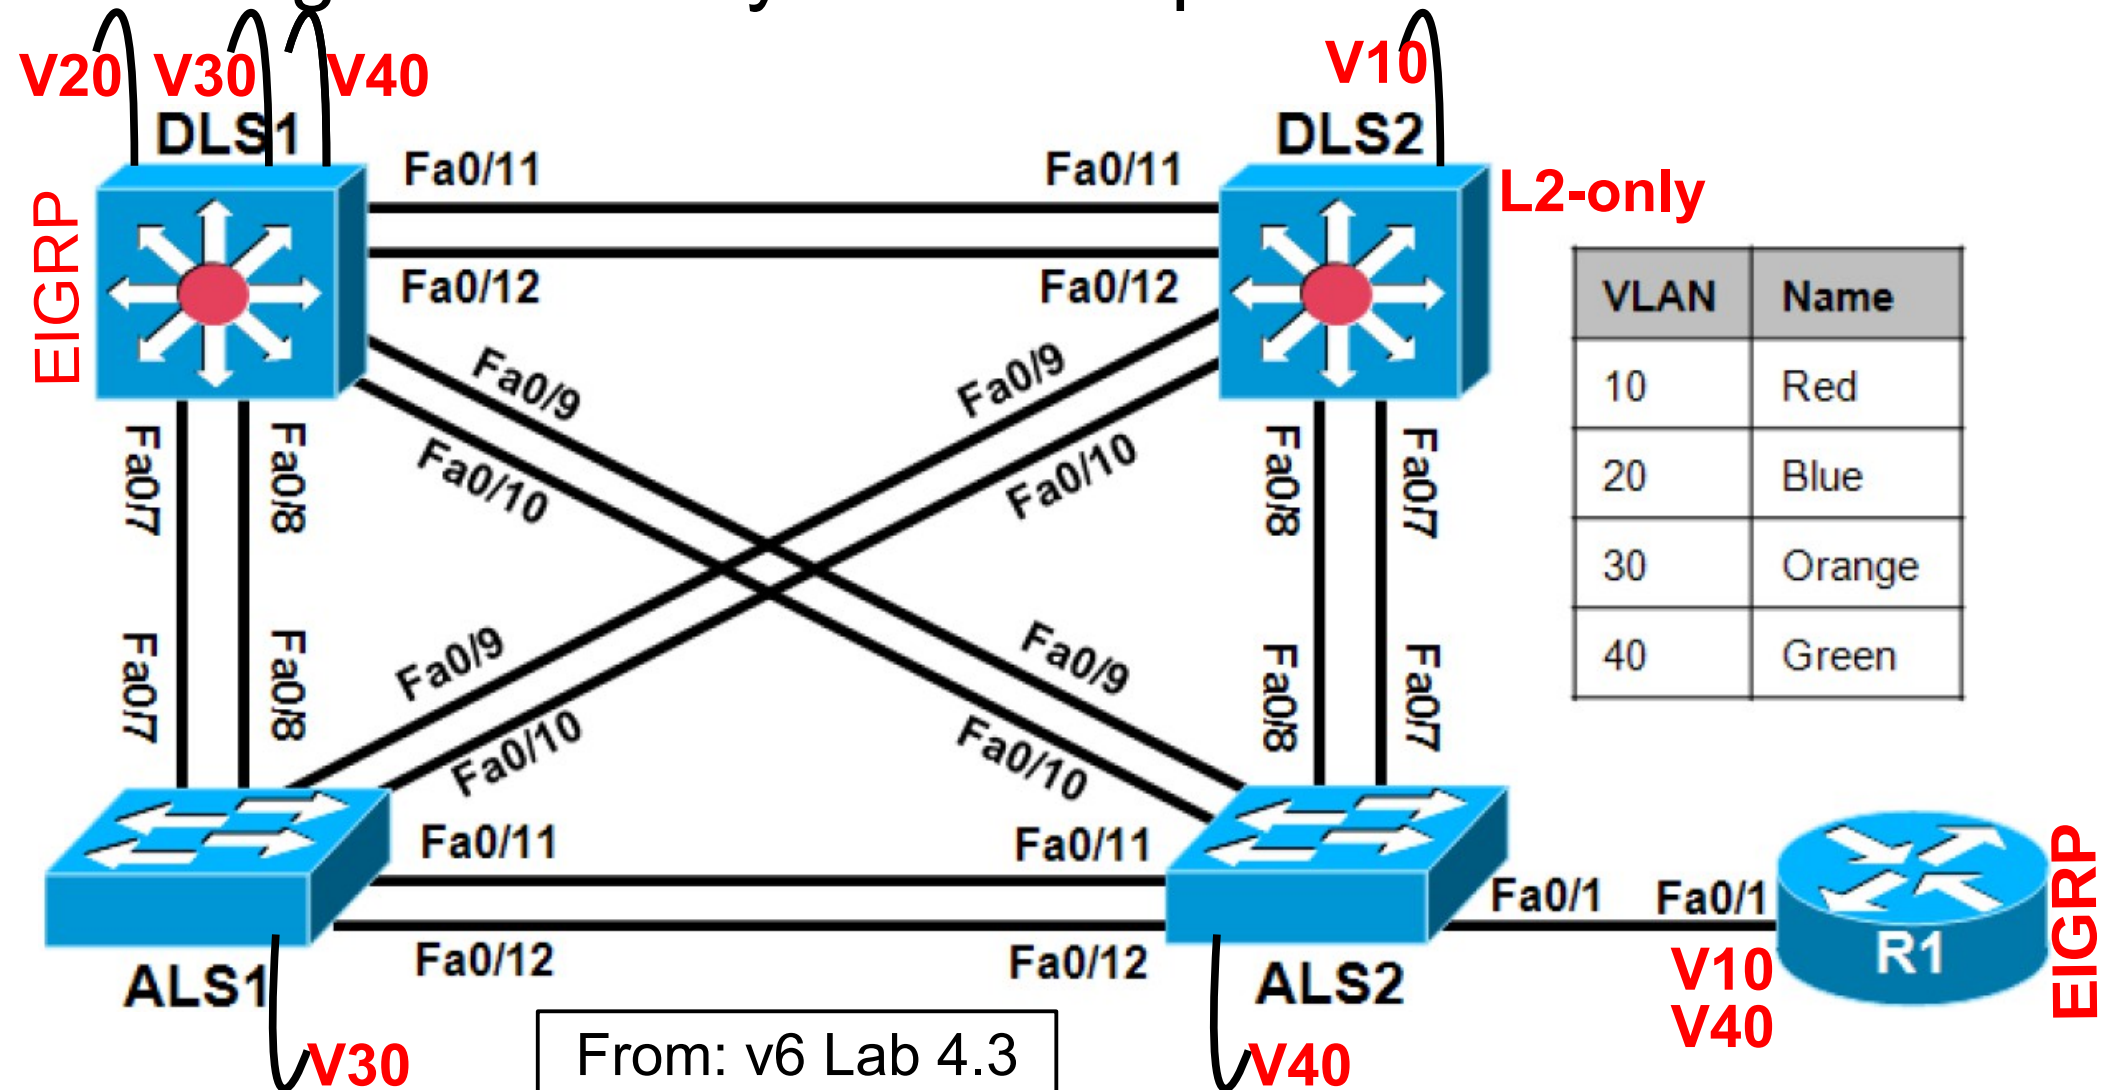 V20 V30 V40
V10
DLS1
DLS2
EIGRP
L2-only
Fa0/11
Fa0/11
Fa0/12
Fa0/12
Fa0/9
Fa0/10
Fa0/9
Fa0/10
Fa0/7
Fa0/8
Fa0/8
Fa0/7
VLAN Name
10 Red
20 Blue
30 Orange
40 Green
Fa0/7
Fa0/8
Fa0/9
Fa0/10
Fa0/9
Fa0/10
Fa0/8
Fa0/7
Fa0/11
Fa0/11
Fa0/12
Fa0/12
Fa0/1
Fa0/1
R1
EIGRP
V10
V40
ALS1
ALS2
V30
From: v6 Lab 4.3
V40